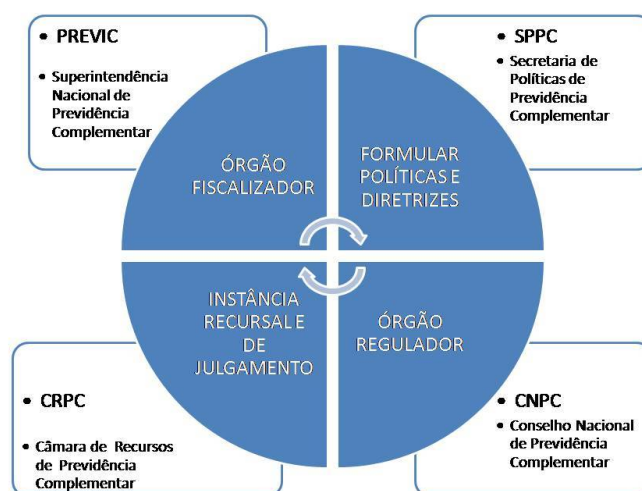 • PREVIC
• Superintendência
Nacional de
Previdência
Complementar
• SPPC
• Secretaria de
Políticas de
Previdência
Complementar
ÓRGÃO
FISCALIZADOR
FORMULAR
POLÍTICAS E
DIRETRIZES
INSTÂNCIA
RECURSAL E
DE
JULGAMENTO
ÓRGÃO
REGULADOR
• CRPC
• Câmara de Recursos
de Previdência
Complementar
• CNPC
• Conselho Nacional
de Previdência
Complementar